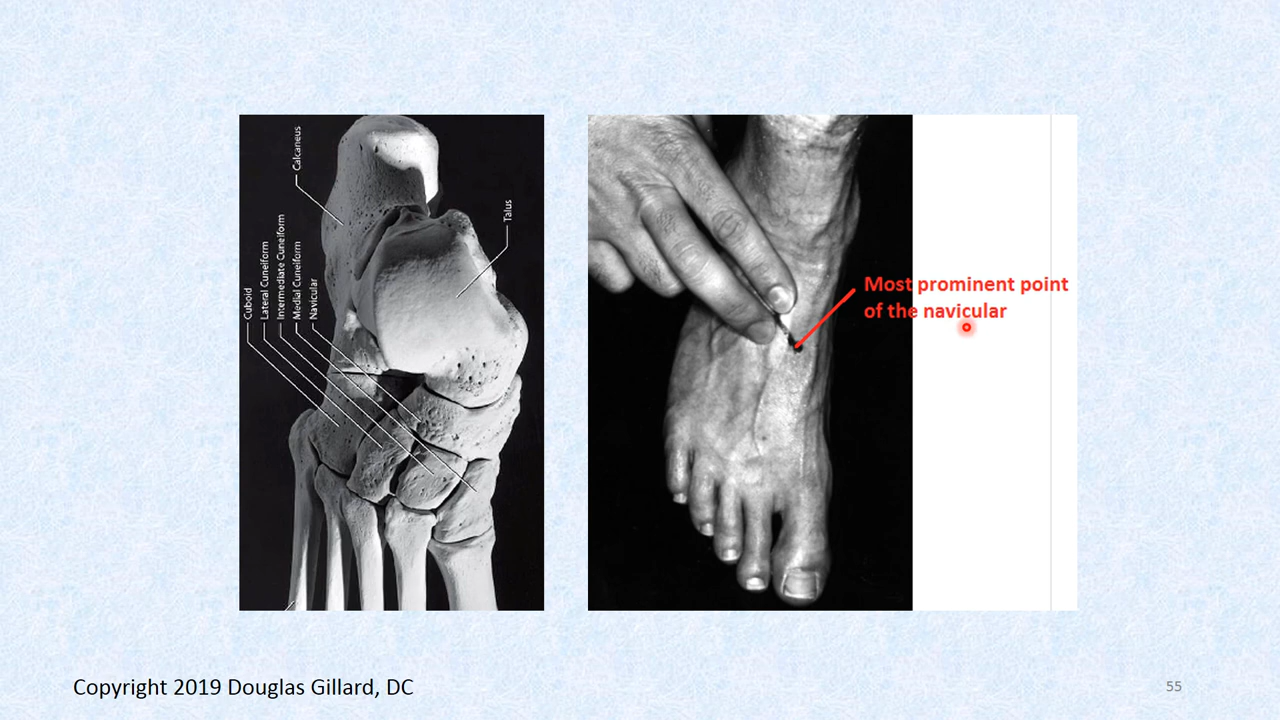 Calcaneus
Talus
Cuboid
Lateral Cuneiform
Intermediate Cuneiform
Medial Cuneiform
Navicular
Most prominent point
of the navicular
Copyright 2019 Douglas Gillard, DC
55